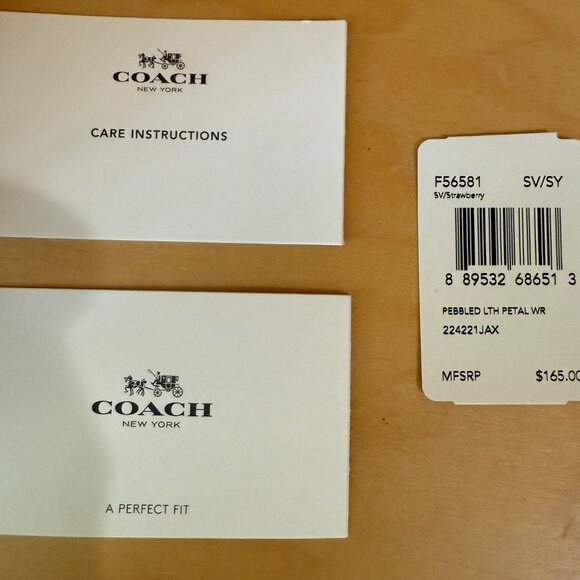 COACH
NEW YORK
CARE INSTRUCTIONS
F56581 SV/SY
SV/Strawberry
8 89532 68651 3
PEBBLED LTH PETAL WR
224221JAX
MFSRP $165.00
COACH
NEW YORK
A PERFECT FIT